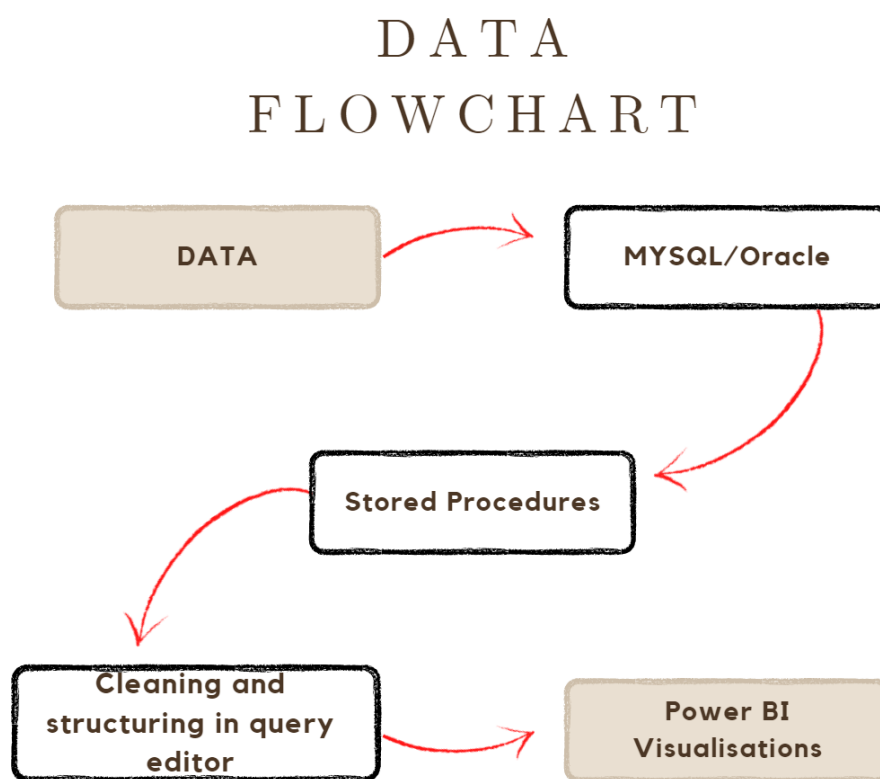 DATA
FLOWCHART
DATA
MYSQL/Oracle
Stored Procedures
Cleaning and
structuring in query
editor
Power BI
Visualisations